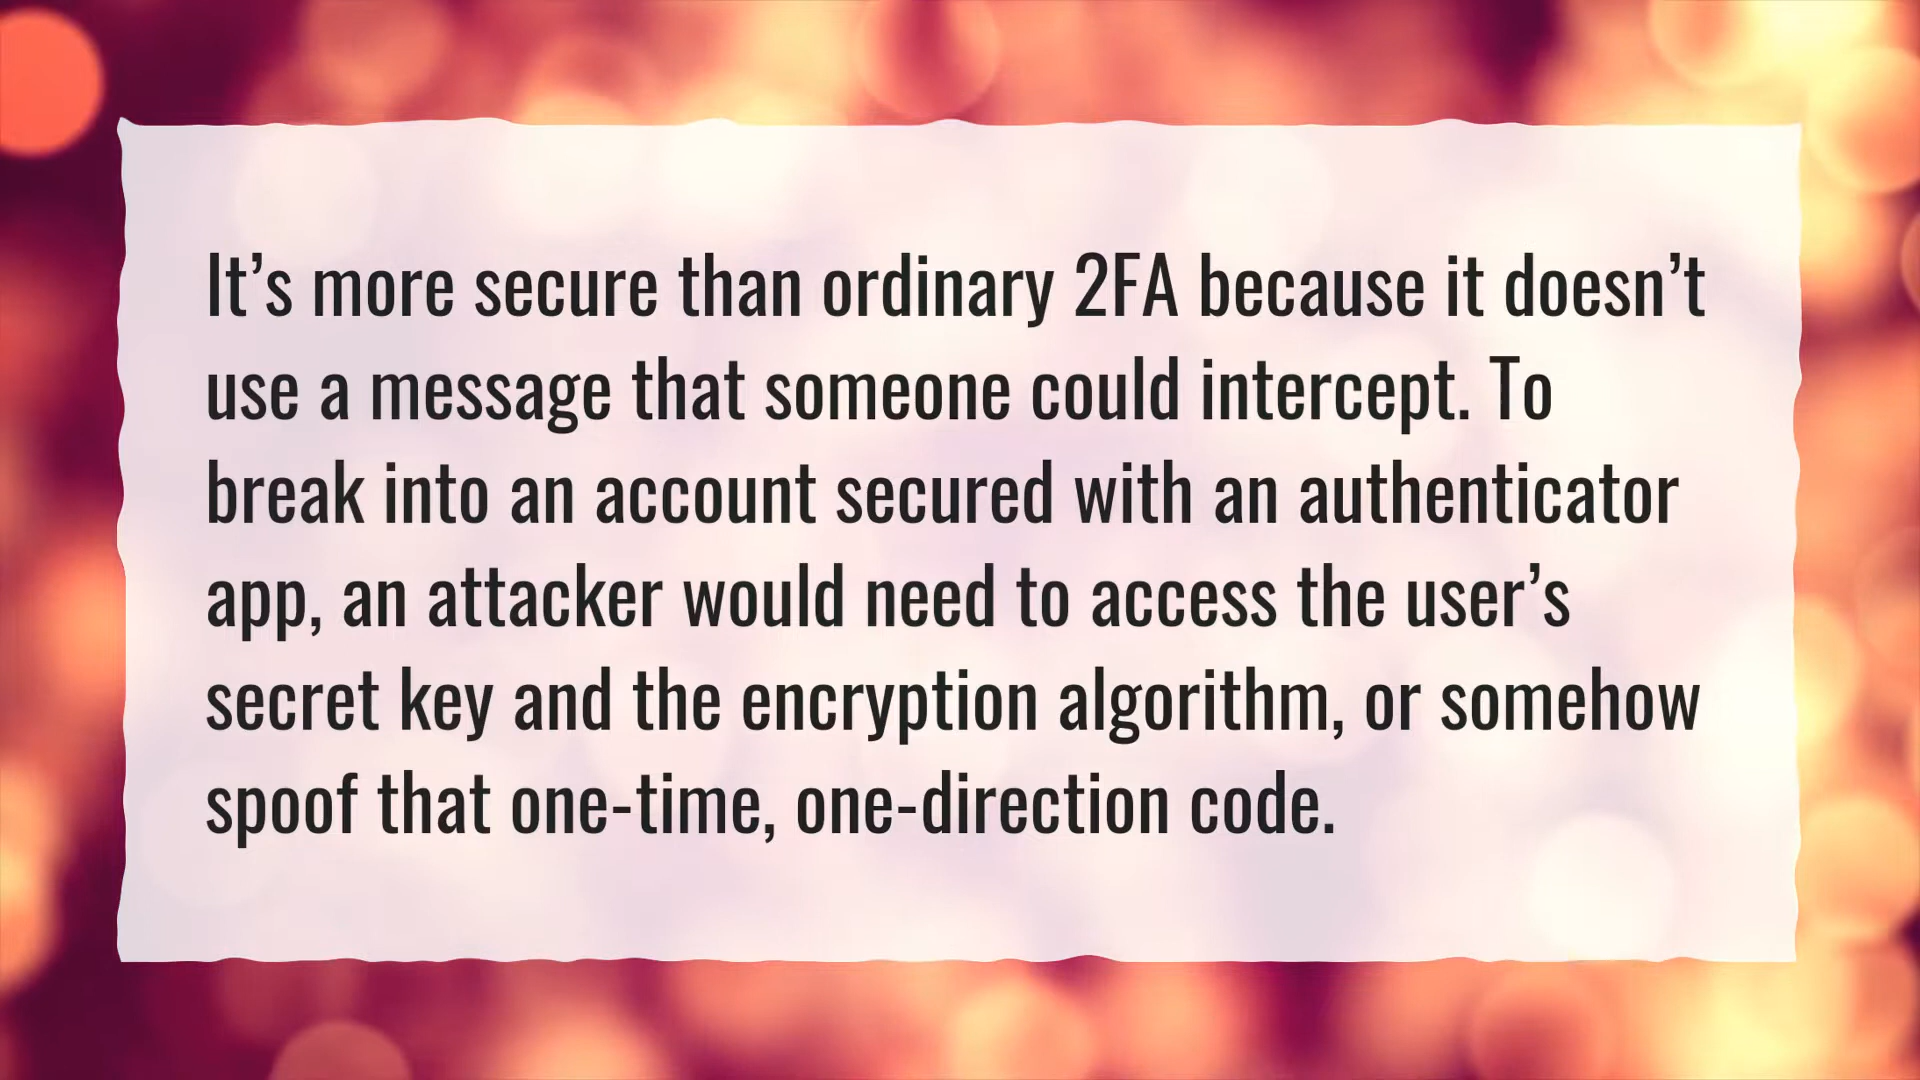 It’s more secure than ordinary 2FA because it doesn’t
use a message that someone could intercept. To
break into an account secured with an authenticator
app, an attacker would need to access the user’s
secret key and the encryption algorithm, or somehow
spoof that one-time, one-direction code.